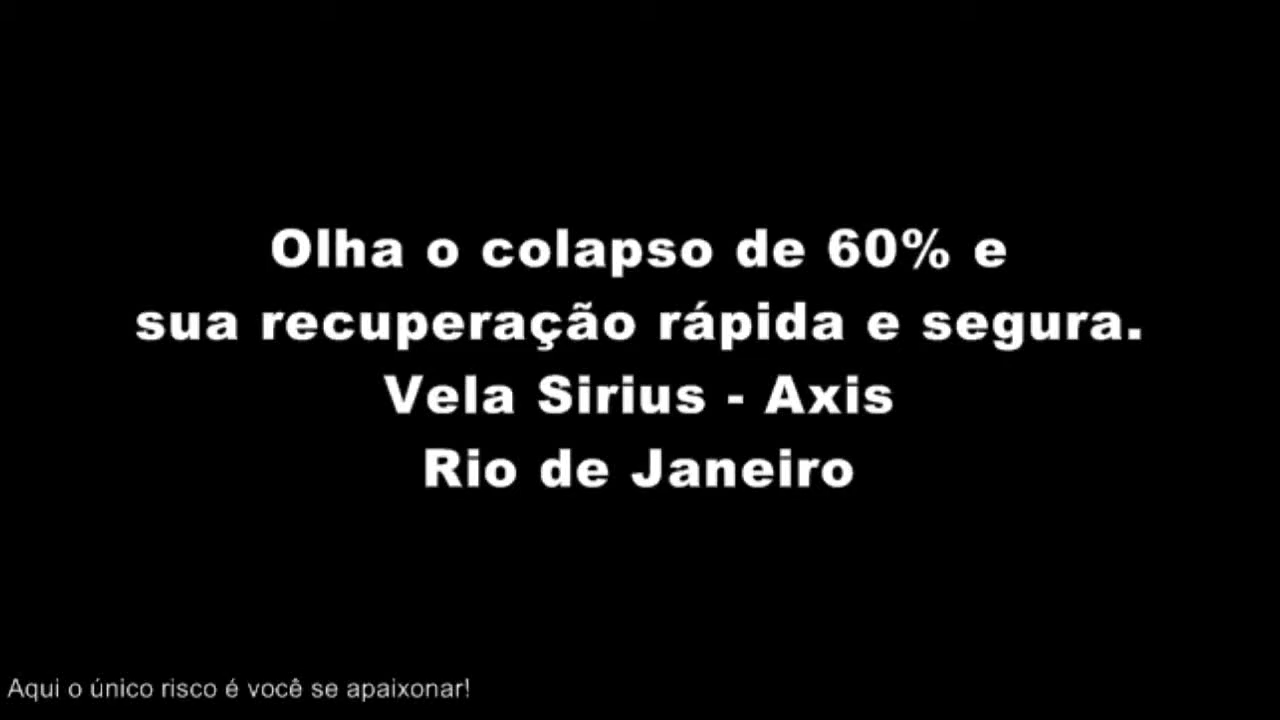 Olha o colapso de 60% e
sua recuperação rápida e segura.
Vela Sirius - Axis
Rio de Janeiro
Aqui o único risco é você se apaixonar!